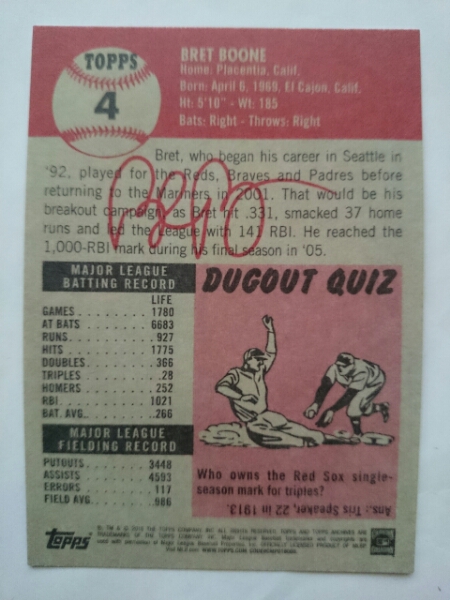 TOPPS
4
BRET BOONE
Home: Placentia, Calif.
Born: April 6, 1969, El Cajon, Calif.
Ht: 5'10" - Wt: 185
Bats: Right - Throws: Right
Bret, who began his career in Seattle in
'92, played for the Reds, Braves and Padres before
returning to the Mariners in 2001. That would be his
breakout campaign, as Bret hit .331, smacked 37 home
runs and led the League with 141 RBI. He reached the
1,000-RBI mark during his final season in '05.
MAJOR LEAGUE
BATTING RECORD
LIFE
GAMES 1780
AT BATS 6683
RUNS 927
HITS 1775
DOUBLES 366
TRIPLES 28
HOMERS 252
RBI 1021
BAT. AVG. .266
MAJOR LEAGUE
FIELDING RECORD
PUTOUTS 3448
ASSISTS 4593
ERRORS 117
FIELD AVG. .986
DUGOUT QUIZ
Who owns the Red Sox single-
season mark for triples?
Ans.: Tris Speaker, 22 in 1913.
Topps